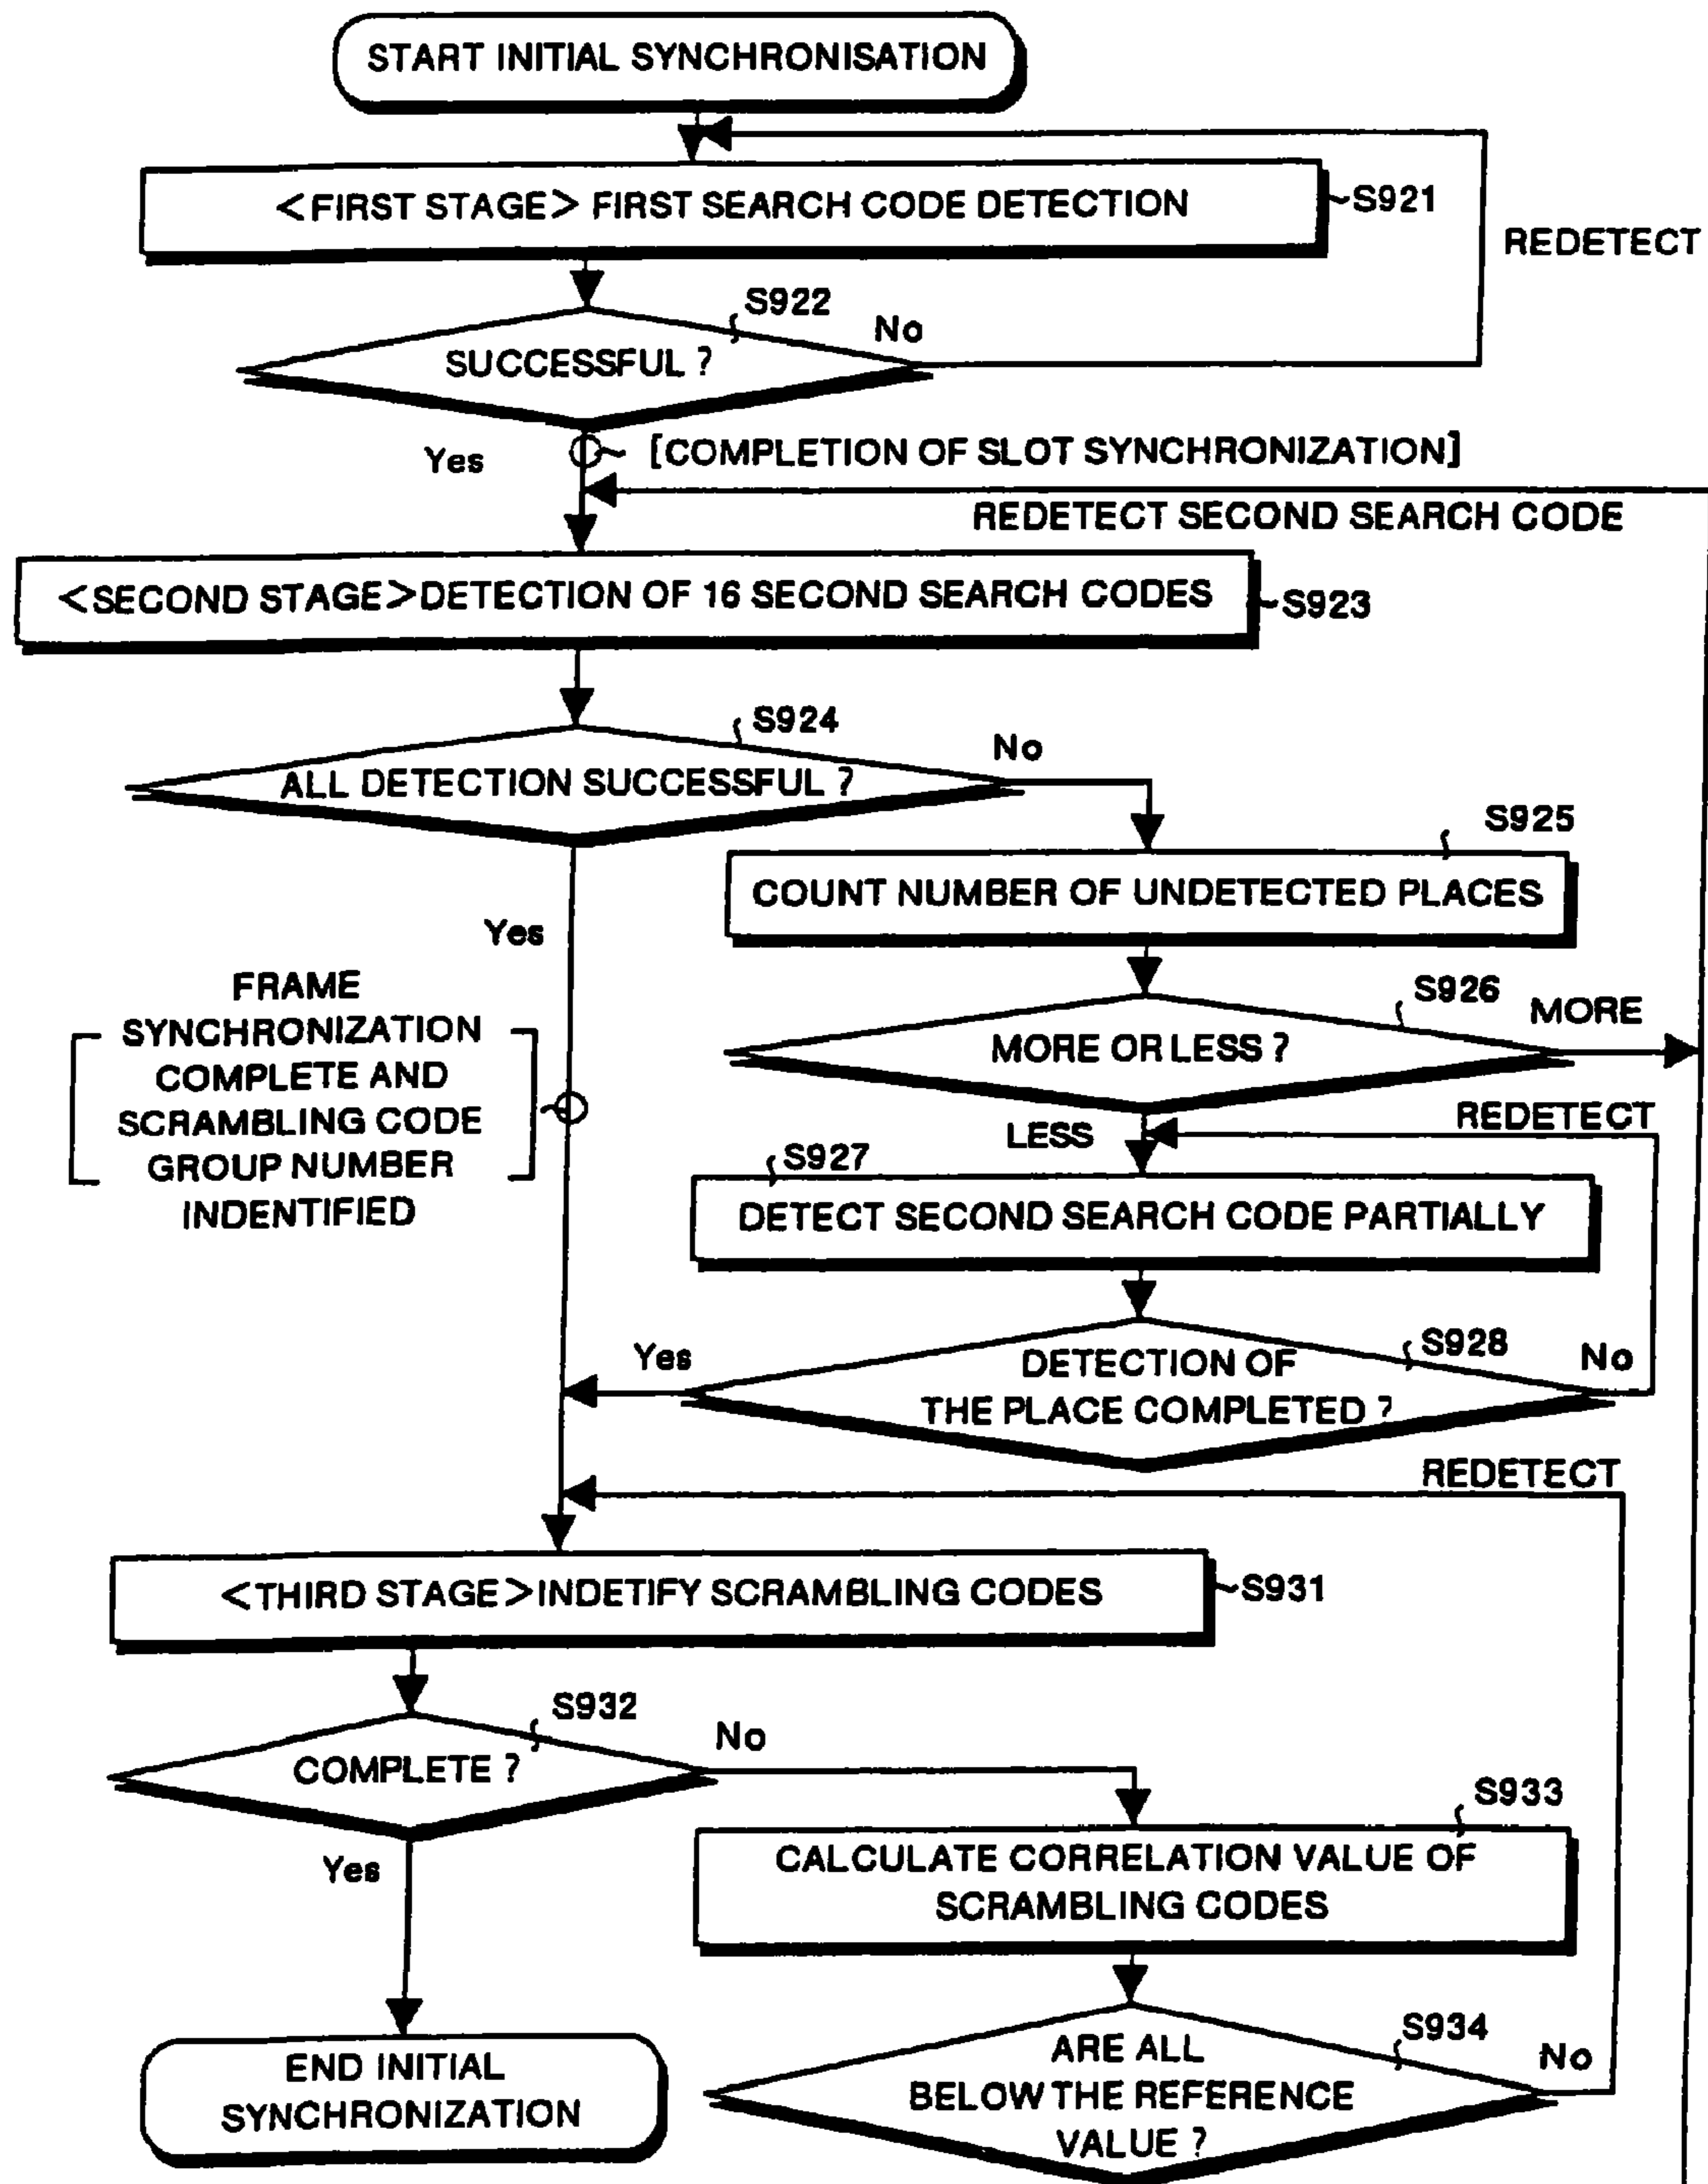 START INITIAL SYNCHRONISATION
<FIRST STAGE> FIRST SEARCH CODE DETECTION
S921
REDETECT
S922
No
SUCCESSFUL ?
Yes
[COMPLETION OF SLOT SYNCHRONIZATION]
REDETECT SECOND SEARCH CODE
<SECOND STAGE>DETECTION OF 16 SECOND SEARCH CODES
S923
S924
No
ALL DETECTION SUCCESSFUL ?
S925
COUNT NUMBER OF UNDETECTED PLACES
Yes
FRAME
SYNCHRONIZATION
COMPLETE AND
SCRAMBLING CODE
GROUP NUMBER
INDENTIFIED
S926
MORE
MORE OR LESS ?
REDETECT
LESS
S927
DETECT SECOND SEARCH CODE PARTIALLY
S928
Yes
No
DETECTION OF
THE PLACE COMPLETED ?
REDETECT
<THIRD STAGE>INDETIFY SCRAMBLING CODES
S931
S932
No
COMPLETE ?
S933
Yes
CALCULATE CORRELATION VALUE OF
SCRAMBLING CODES
S934
No
ARE ALL
BELOW THE REFERENCE
VALUE ?
END INITIAL
SYNCHRONIZATION